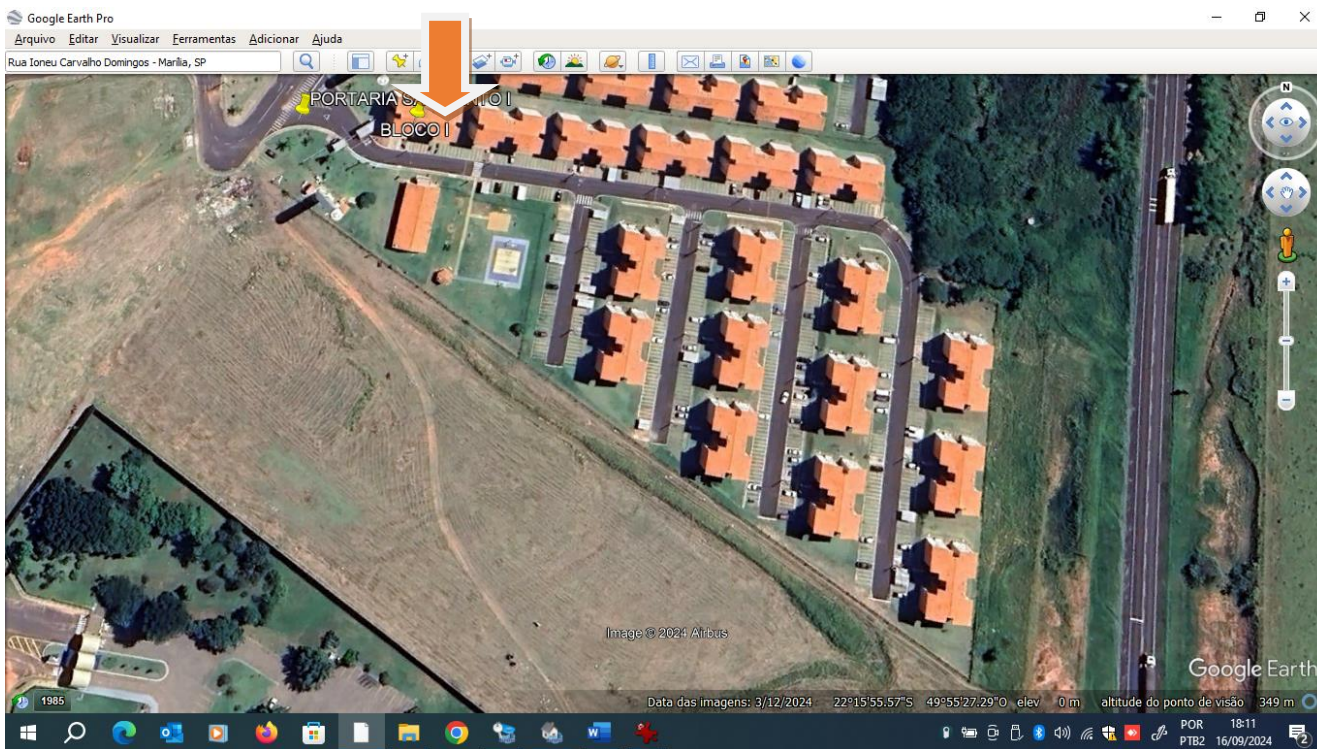 Google Earth Pro
Arquivo Editar Visualizar Ferramentas Adicionar Ajuda
Rua Ioneu Carvalho Domingos - Marília, SP
PORTARIA SA
NTO I
BLOCO I
Image © 2024 Airbus
Google Earth
1985
Data das imagens: 3/12/2024 22°15'55.57"S 49°55'27.29"O elev 0 m altitude do ponto de visão 349 m
POR 18:11
PTB2 16/09/2024